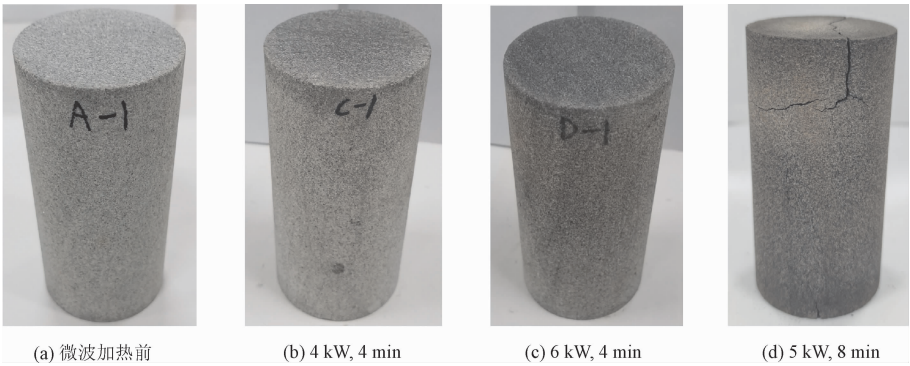 A-1
C-1
D-1
(a) 微波加热前
(b) 4 kW, 4 min
(c) 6 kW, 4 min
(d) 5 kW, 8 min